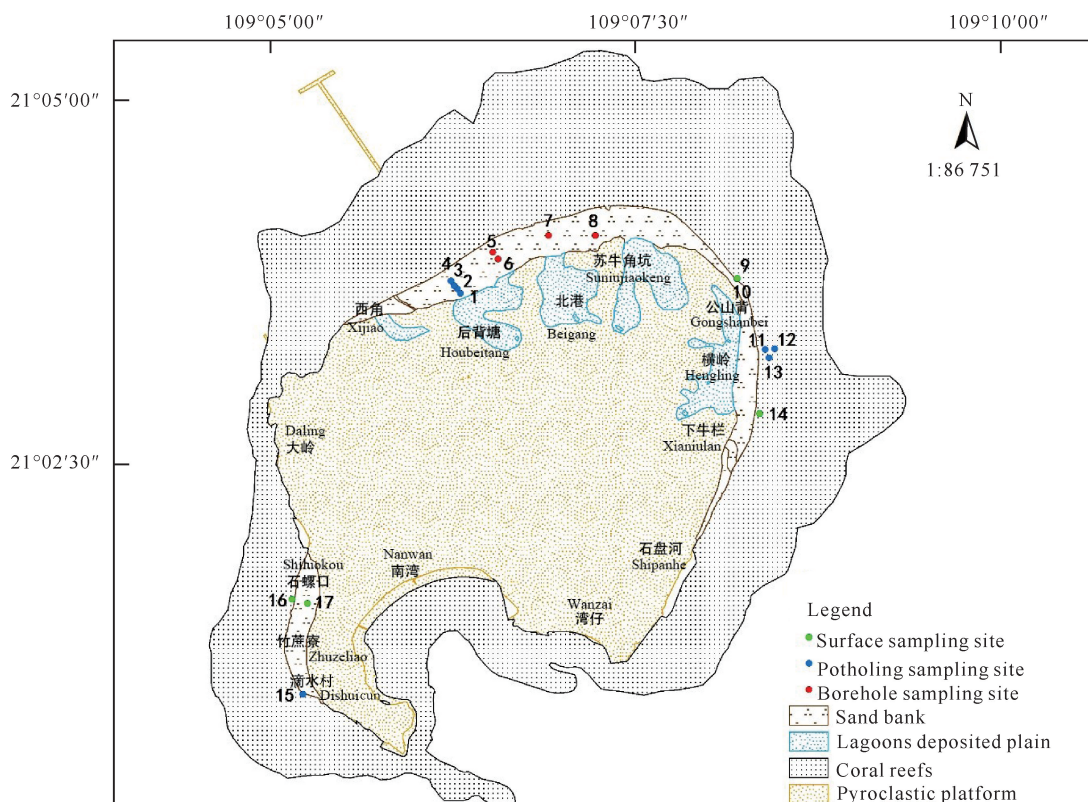 109°05′00″
109°07′30″
109°10′00″
21°05′00″
N
1:86 751
7
8
5
苏牛角坑
9
4
3
6
Suniujiaokeng
2
10
1
北港
公山背
西角
Gongshanbei
Xijiao
后背塘
Beigang
11
12
Houbeitang
横岭
13
Hengling
14
下牛栏
Daling
大岭
Xianiulan
21°02′30″
Nanwan
石盘河
南湾
Shipanhe
石螺口
16
17
Wanzai
湾仔
竹蔗寮
Zhuzeliao
滴水村
15
Dishuicun
Legend
Surface sampling site
Potholing sampling site
Borehole sampling site
Sand bank
Lagoons deposited plain
Coral reefs
Pyroclastic platform